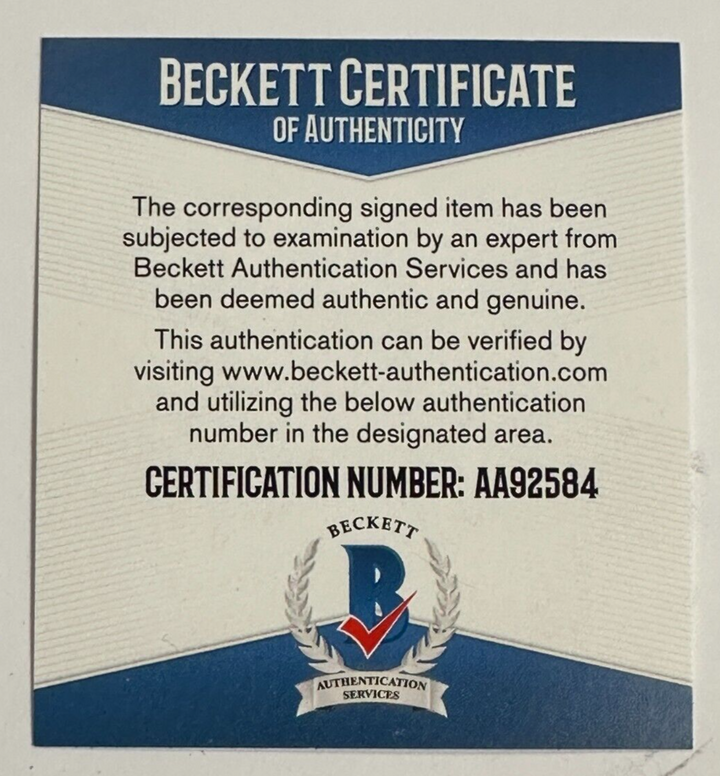 BECKETT CERTIFICATE
OF AUTHENTICITY
The corresponding signed item has been
subjected to examination by an expert from
Beckett Authentication Services and has
been deemed authentic and genuine.
This authentication can be verified by
visiting www.beckett-authentication.com
and utilizing the below authentication
number in the designated area.
CERTIFICATION NUMBER: AA92584
BECKETT
B
AUTHENTICATION
SERVICES